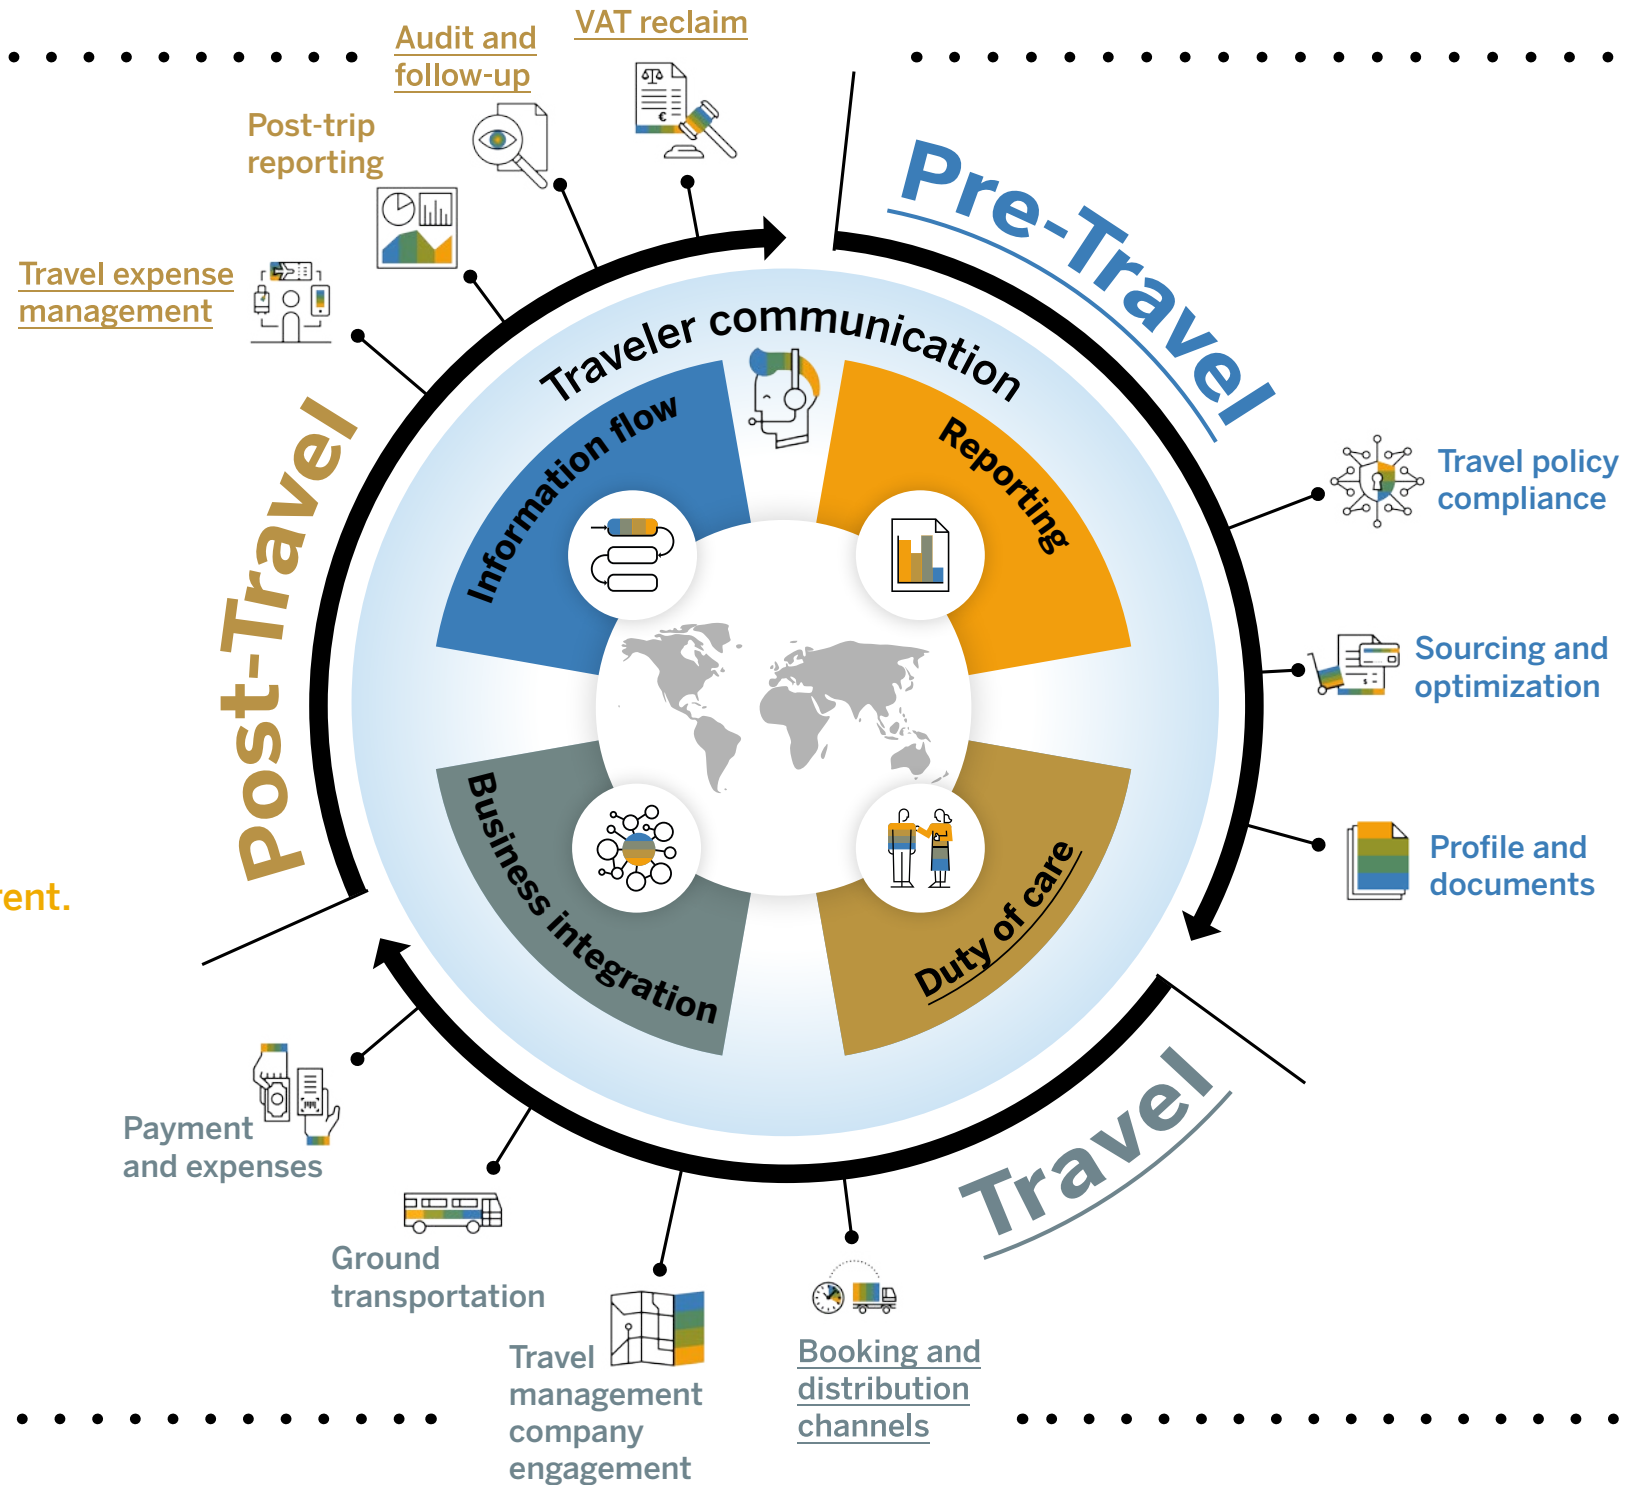 VAT reclaim
Audit and
follow-up
Post-trip
reporting
Travel expense
management
Post-Travel
Pre-Travel
Travel policy
compliance
Sourcing and
optimization
Profile and
documents
Traveler communication
Information flow
Reporting
Business integration
Duty of care
rent.
Travel
Payment
and expenses
Ground
transportation
Travel
management
company
engagement
Booking and
distribution
channels